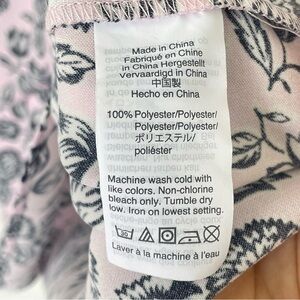 Made in China
Fabriqué en Chine
in China Hergestellt
Vervaardigd in China
中国製
Hecho en China
100% Polyester/Polyester/
Polyester/Polyester/
ポリエステル/
poliéster
Machine wash cold with
like colors. Non-chlorine
bleach only. Tumble dry
low. Iron on lowest setting.
Laver à la machine à l'eau